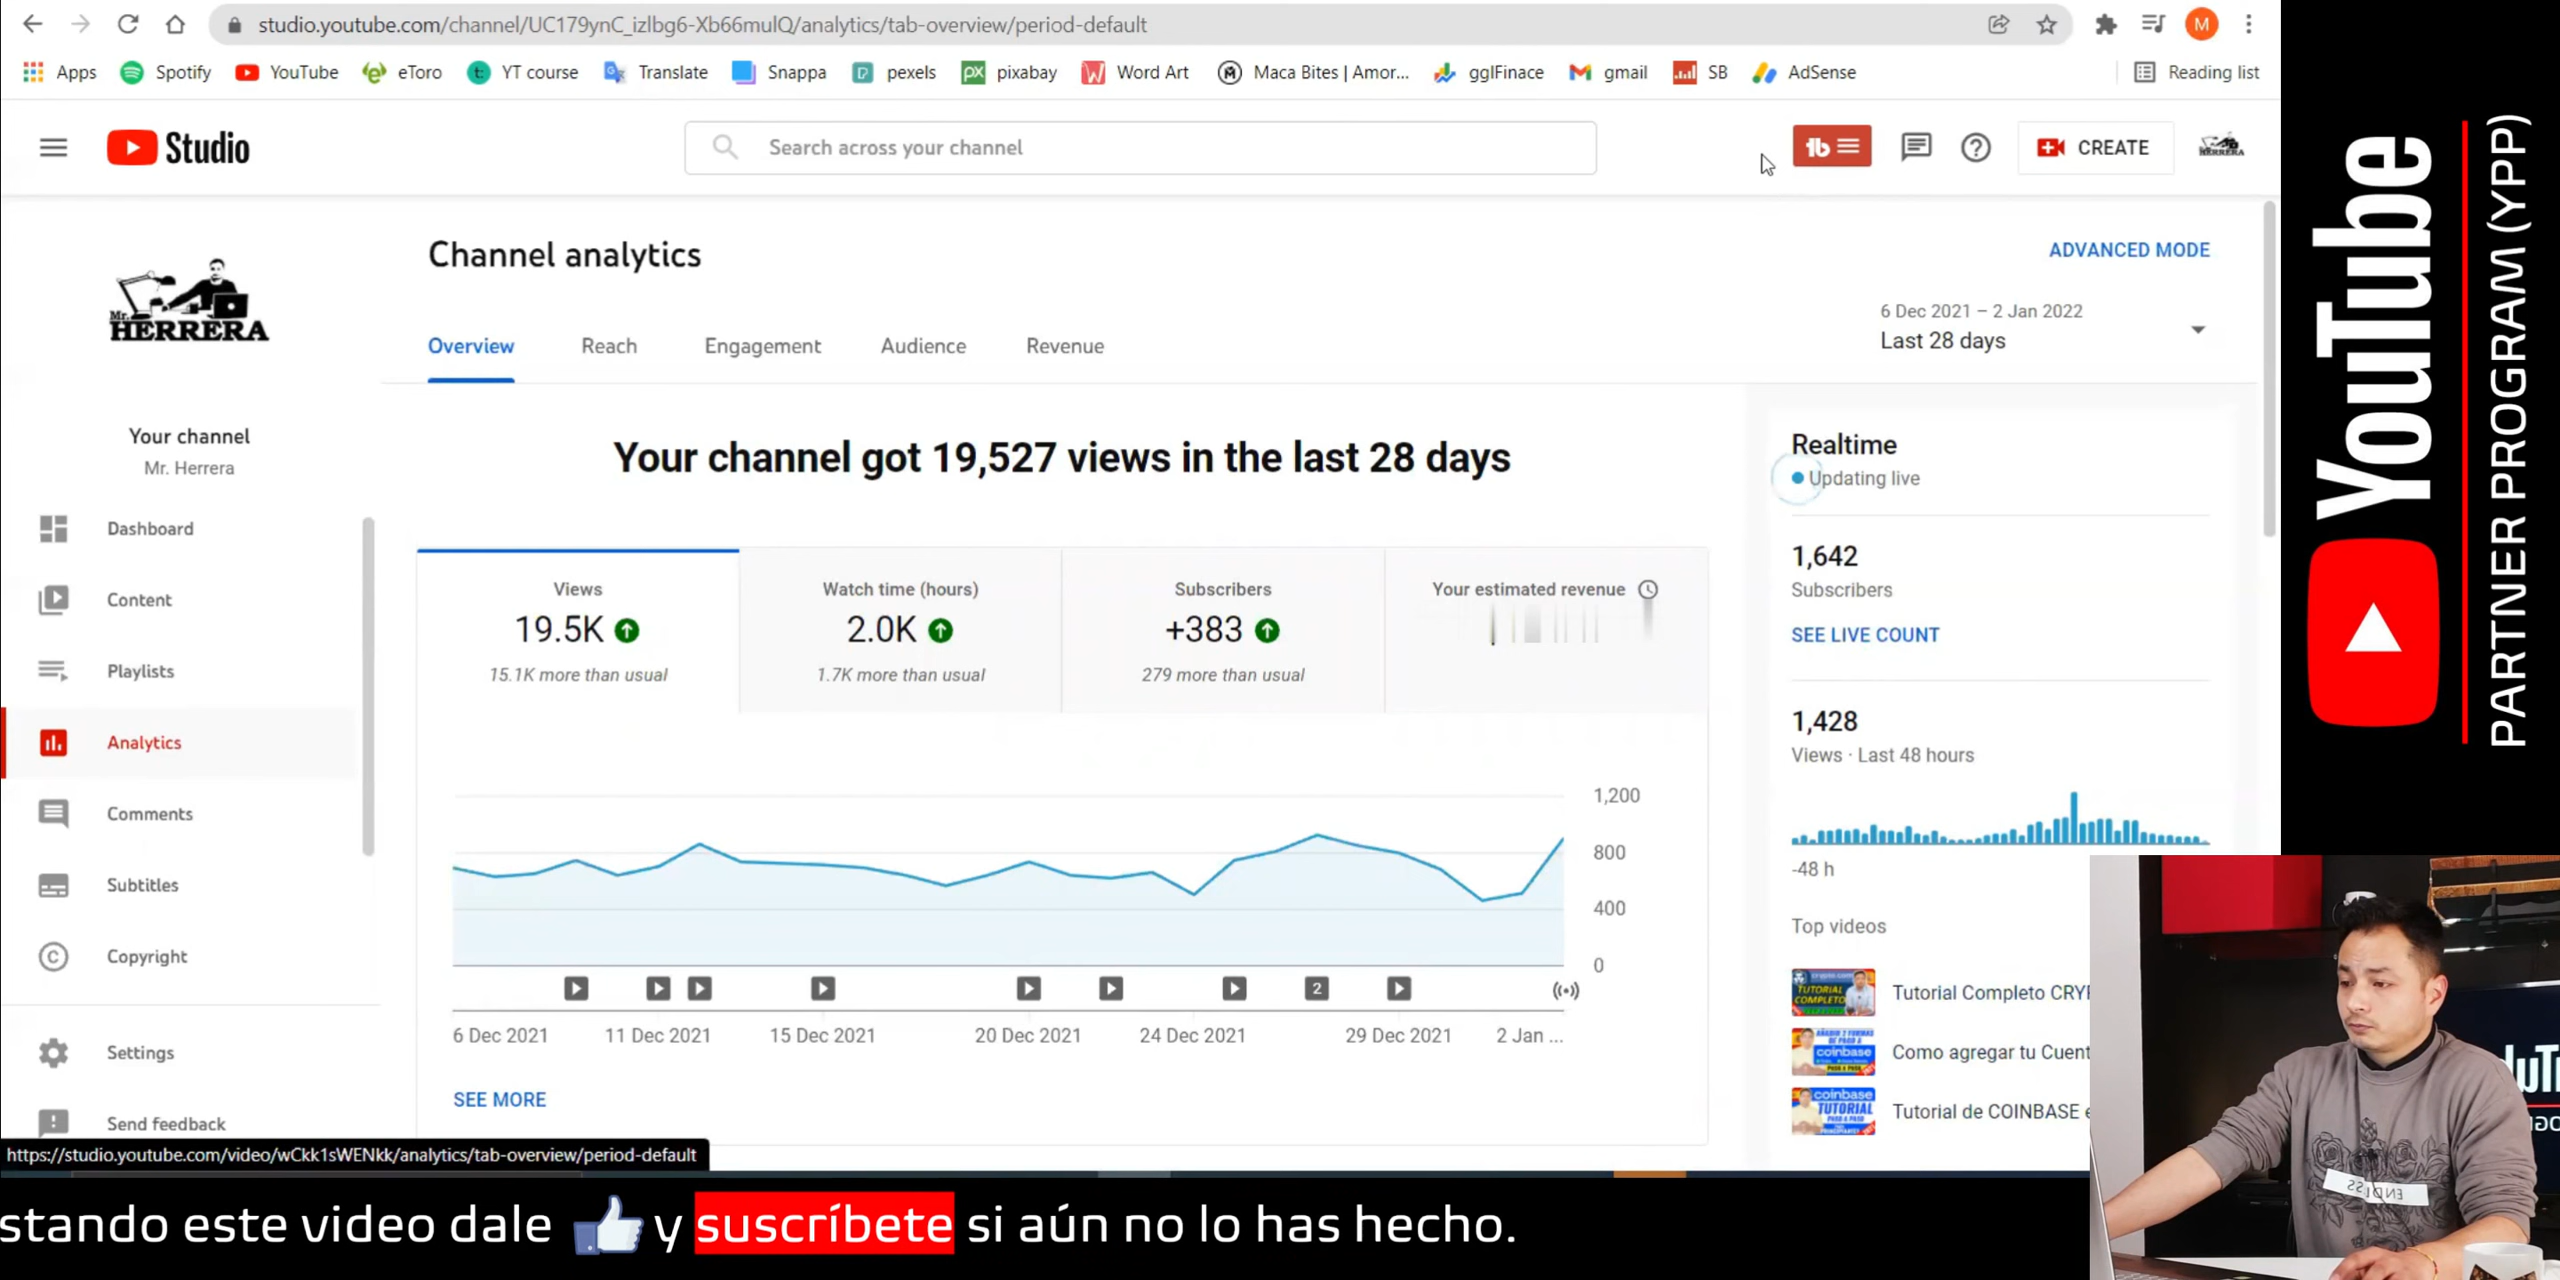 studio.youtube.com/channel/UC179ynC_izlbg6-Xb66mulQ/analytics/tab-overview/period-default
M
Apps Spotify YouTube eToro YT course Translate Snappa pexels pixabay Word Art Maca Bites | Amor... gglFinace gmail SB AdSense Reading list
Studio
Search across your channel
CREATE
Mr. HERRERA
Your channel
Mr. Herrera
Dashboard
Content
Playlists
Analytics
Comments
Subtitles
Copyright
Settings
Send feedback
Channel analytics
ADVANCED MODE
6 Dec 2021 – 2 Jan 2022
Last 28 days
Overview Reach Engagement Audience Revenue
Your channel got 19,527 views in the last 28 days
Views
19.5K
15.1K more than usual
Watch time (hours)
2.0K
1.7K more than usual
Subscribers
+383
279 more than usual
Your estimated revenue
1,200
800
400
0
2
6 Dec 2021 11 Dec 2021 15 Dec 2021 20 Dec 2021 24 Dec 2021 29 Dec 2021 2 Jan ...
SEE MORE
Realtime
Updating live
1,642
Subscribers
SEE LIVE COUNT
1,428
Views · Last 48 hours
-48 h
Top videos
TUTORIAL COMPLETO
Tutorial Completo CRY
coinbase
Como agregar tu Cuent
coinbase
TUTORIAL
Tutorial de COINBASE
https://studio.youtube.com/video/wCkk1sWENkk/analytics/tab-overview/period-default
stando este video dale y suscríbete si aún no lo has hecho.
YouTube
PARTNER PROGRAM (YPP)